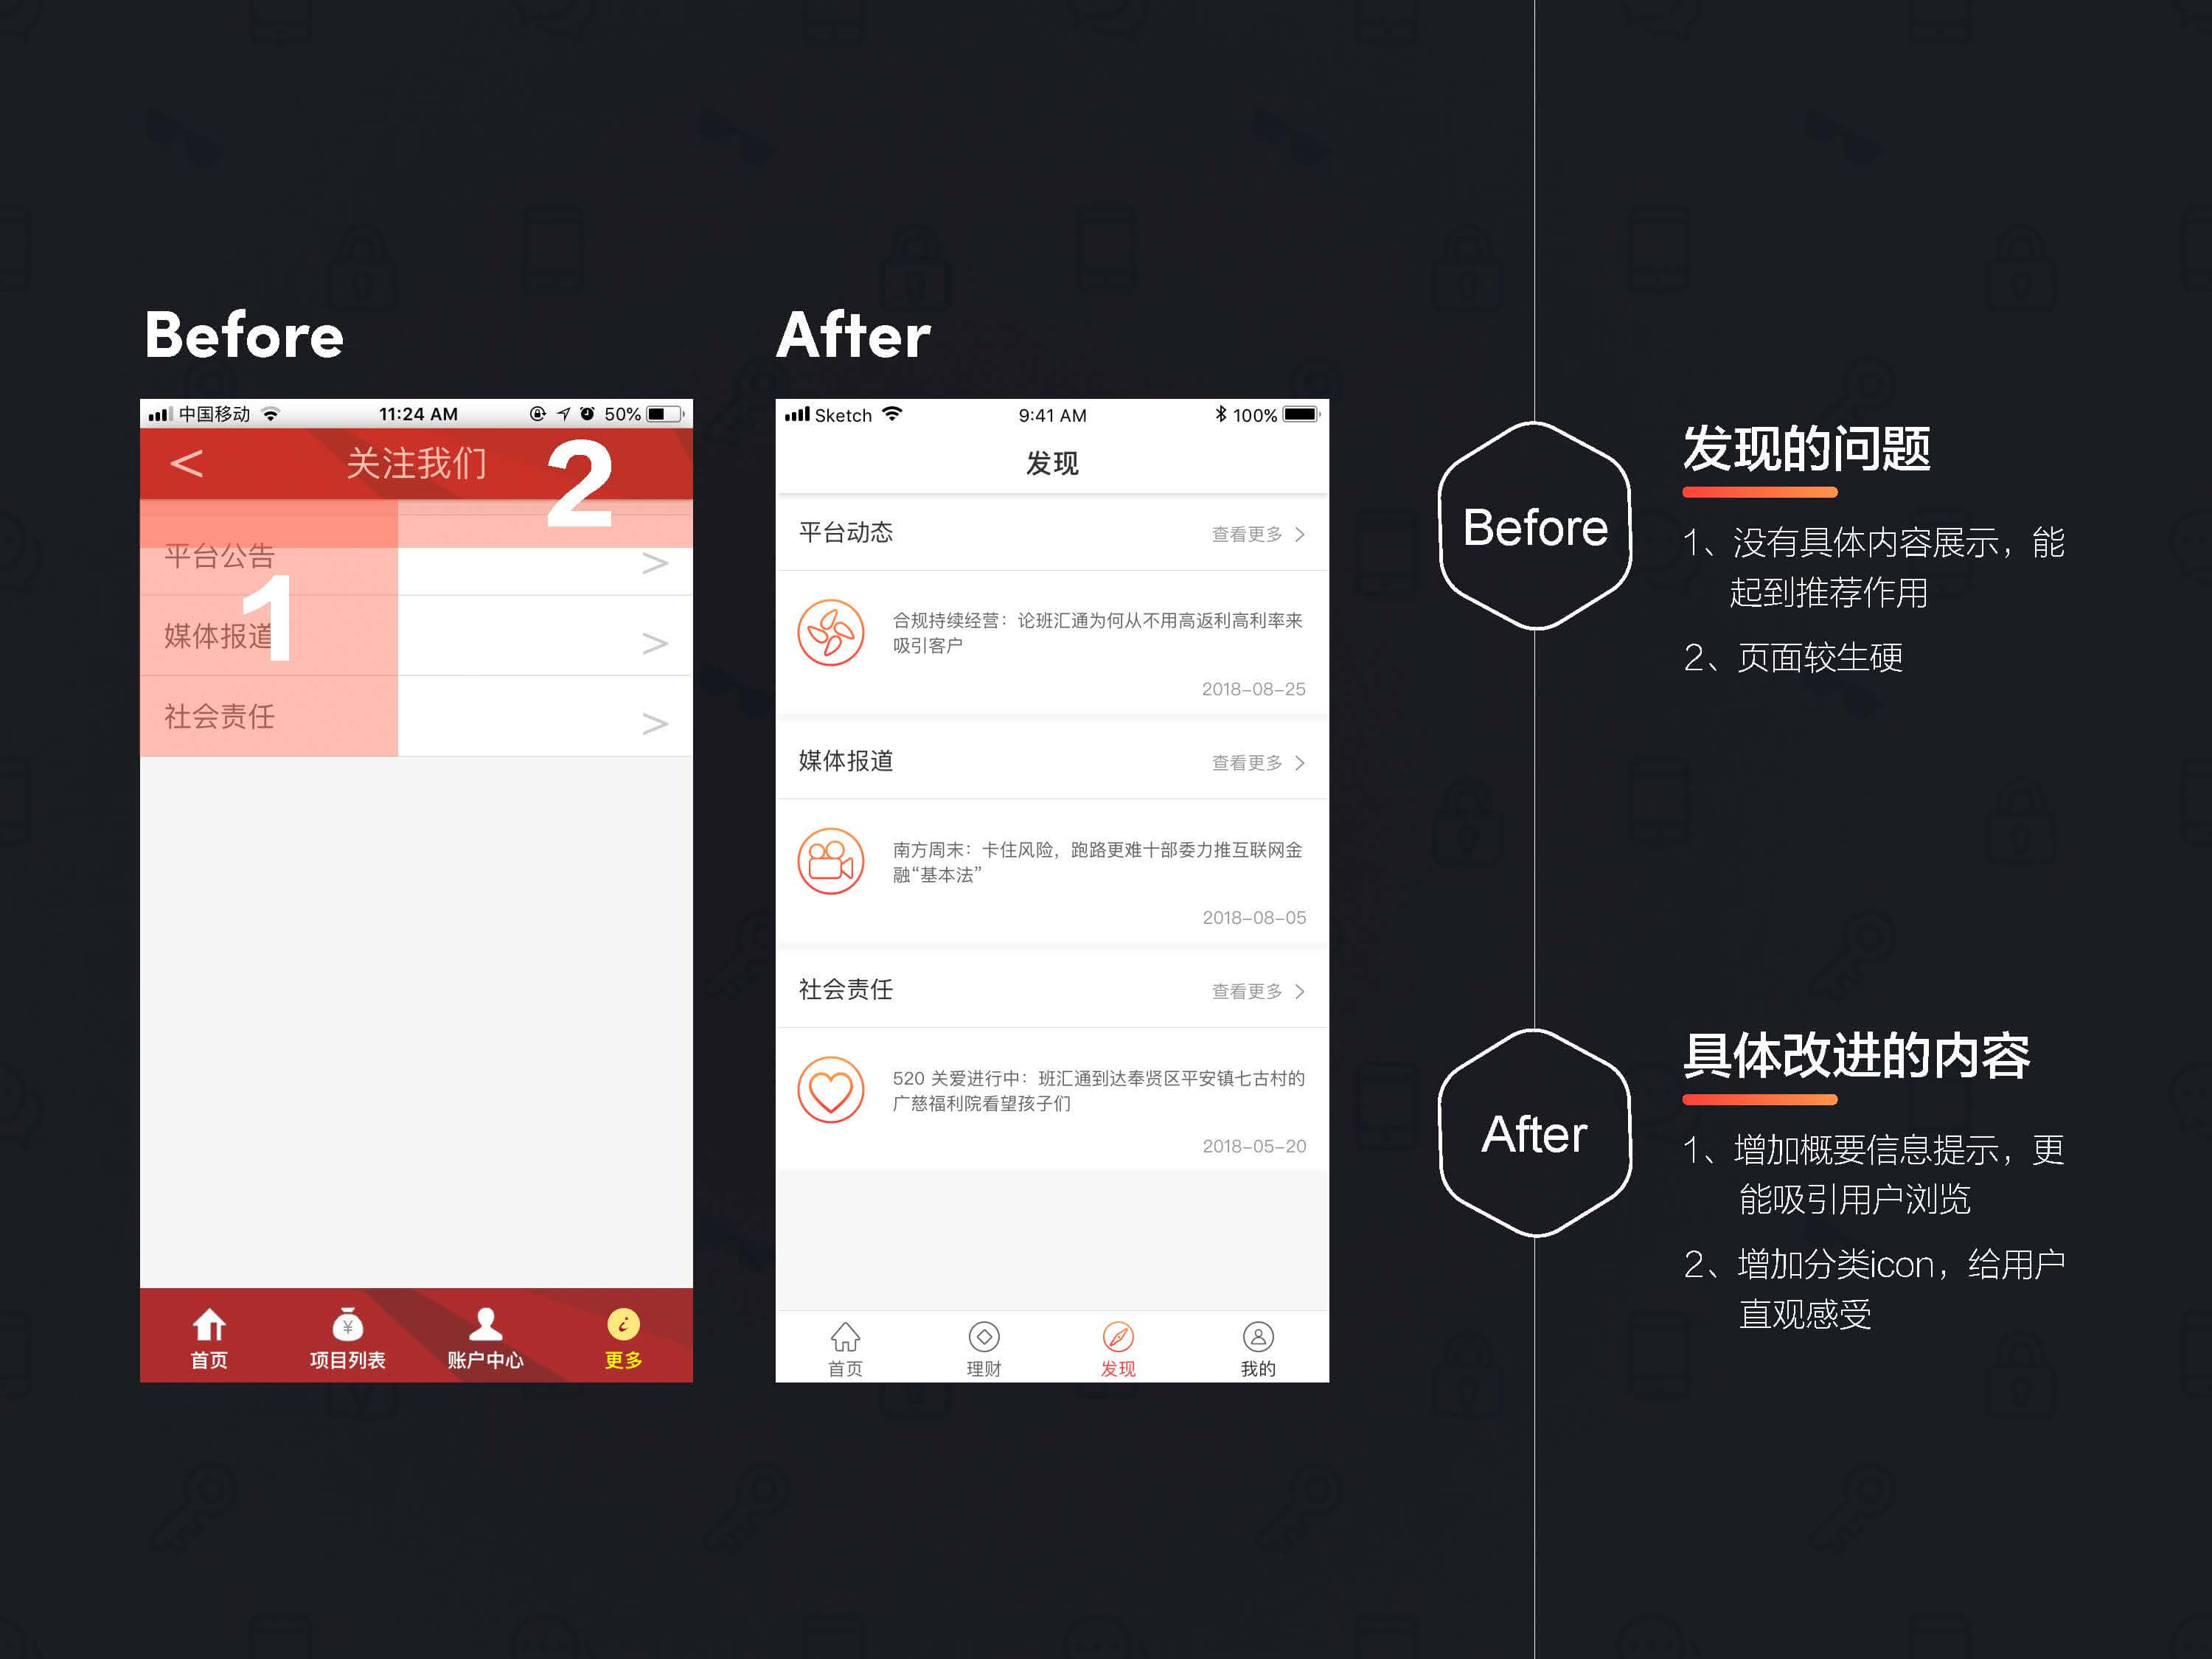 Before
After
中国移动
11:24 AM
50%
<
关注我们
2
平台公告
>
1
媒体报道
>
社会责任
>
首页
项目列表
账户中心
更多
Sketch
9:41 AM
100%
发现
平台动态
查看更多 >
合规持续经营：论班汇通为何从不用高返利高利率来
吸引客户
2018-08-25
媒体报道
查看更多 >
南方周末：卡住风险，跑路更难十部委力推互联网金
融“基本法”
2018-08-05
社会责任
查看更多 >
520 关爱进行中：班汇通到达奉贤区平安镇七古村的
广慈福利院看望孩子们
2018-05-20
首页
理财
发现
我的
Before
发现的问题
1、没有具体内容展示，能
起到推荐作用
2、页面较生硬
After
具体改进的内容
1、增加概要信息提示，更
能吸引用户浏览
2、增加分类icon，给用户
直观感受